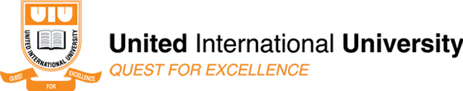 UIU
UNITED INTERNATIONAL UNIVERSITY
QUEST FOR EXCELLENCE
United International University
QUEST FOR EXCELLENCE